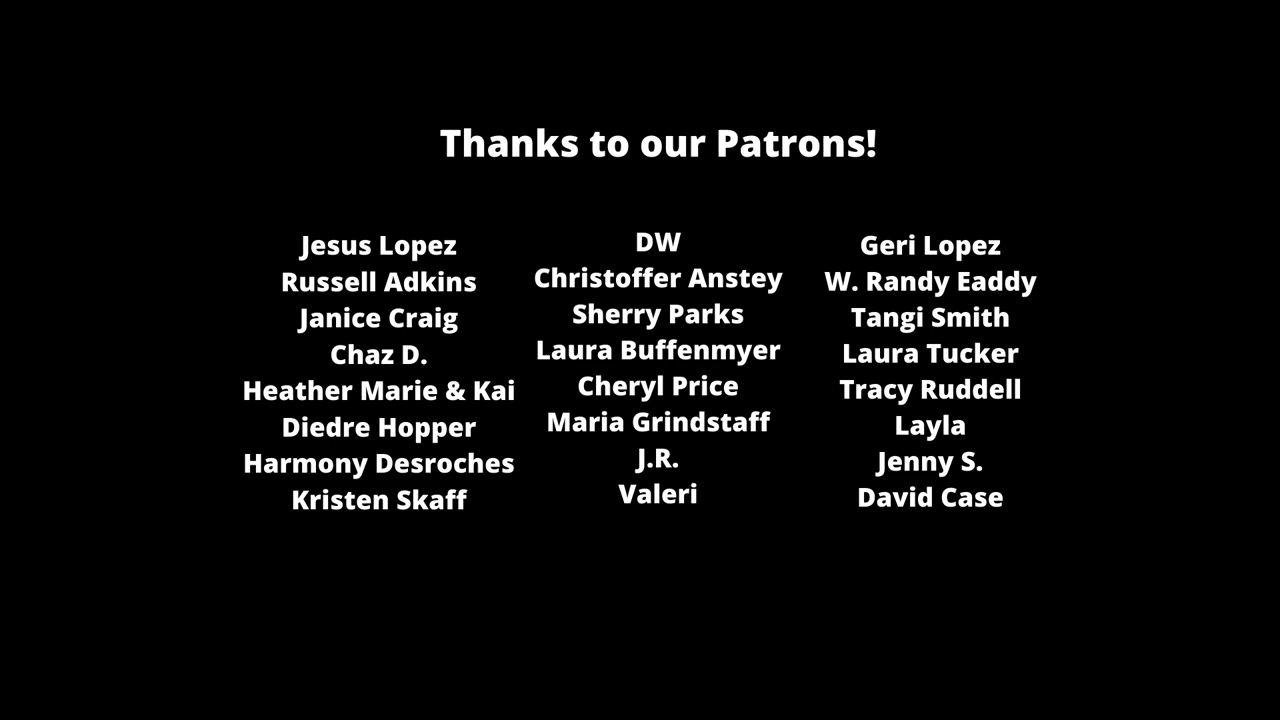 Thanks to our Patrons!
Jesus Lopez
Russell Adkins
Janice Craig
Chaz D.
Heather Marie & Kai
Diedre Hopper
Harmony Desroches
Kristen Skaff
DW
Christoffer Anstey
Sherry Parks
Laura Buffenmyer
Cheryl Price
Maria Grindstaff
J.R.
Valeri
Geri Lopez
W. Randy Eaddy
Tangi Smith
Laura Tucker
Tracy Ruddell
Layla
Jenny S.
David Case